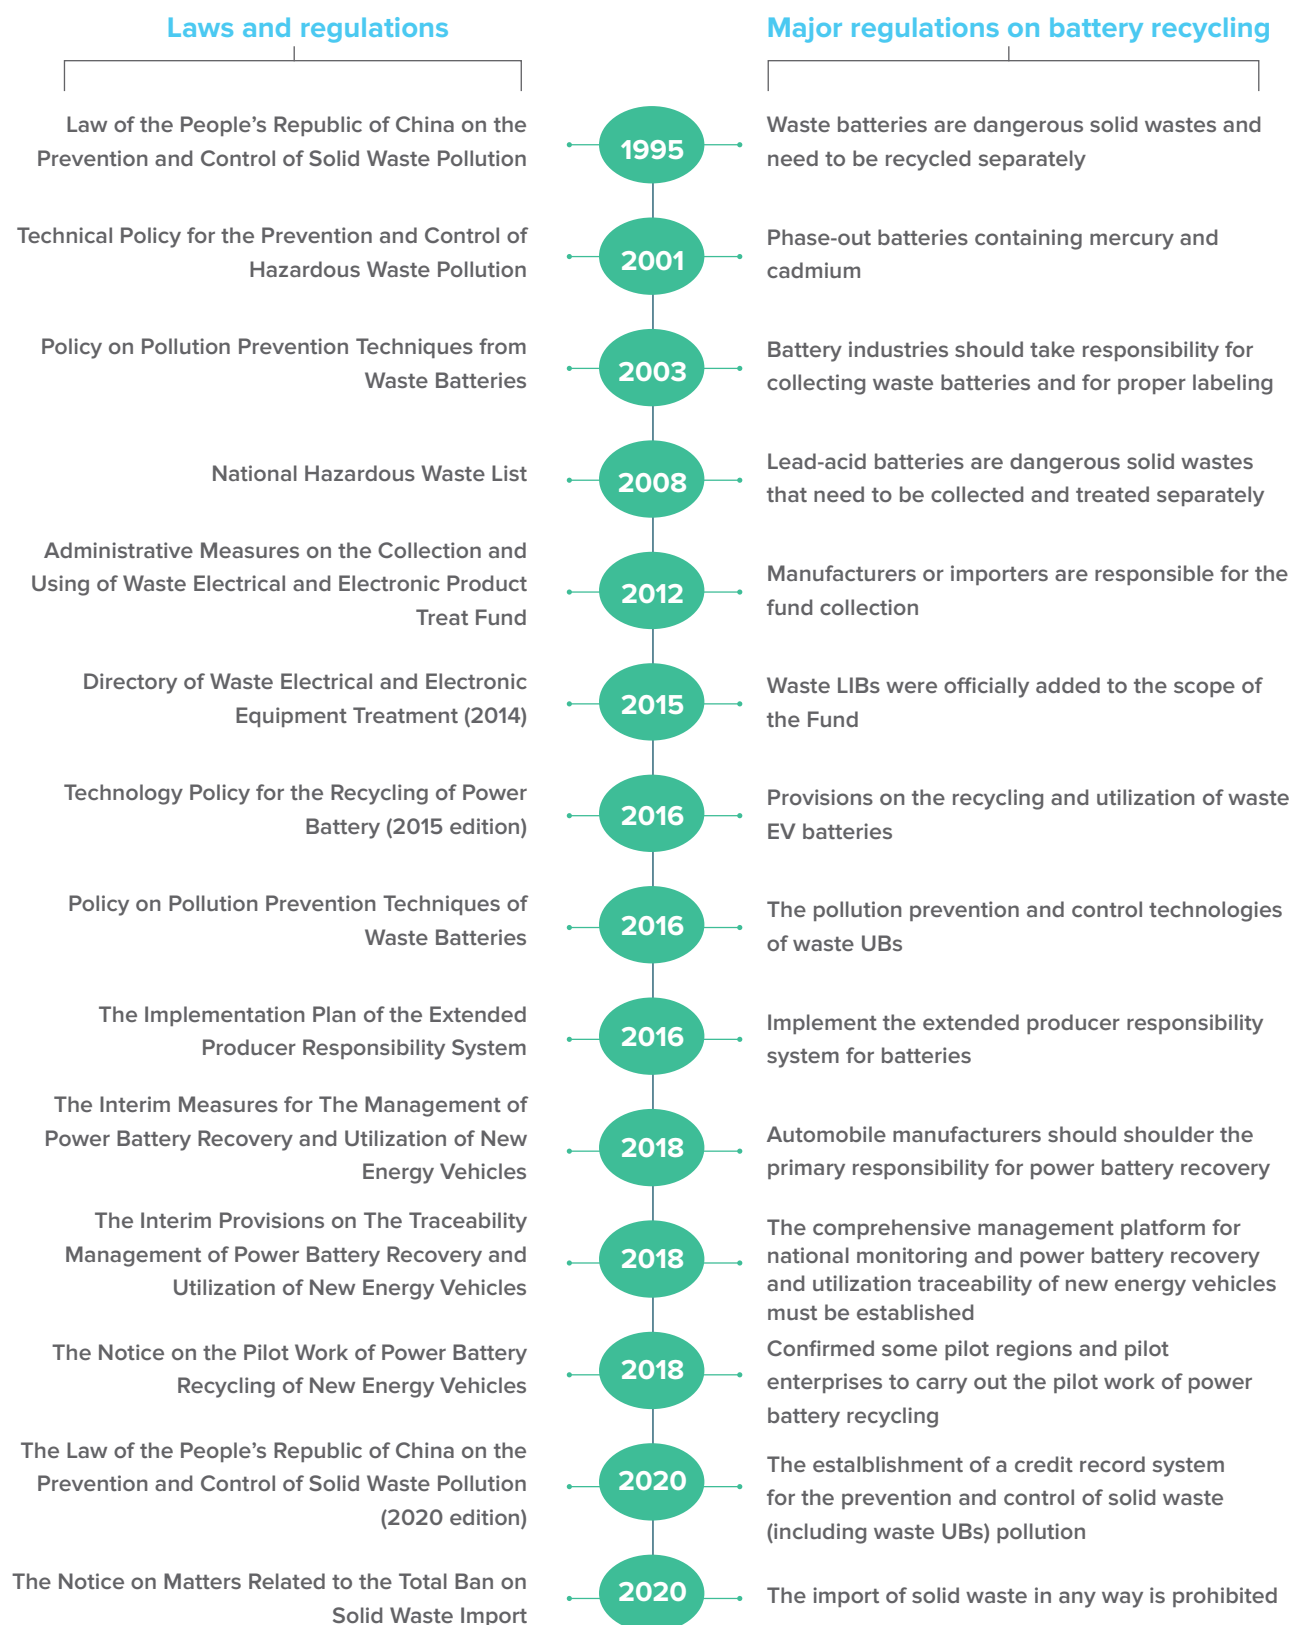 Laws and regulations
Major regulations on battery recycling
Law of the People's Republic of China on the
Prevention and Control of Solid Waste Pollution
1995
Waste batteries are dangerous solid wastes and
need to be recycled separately
Technical Policy for the Prevention and Control of
Hazardous Waste Pollution
2001
Phase-out batteries containing mercury and
cadmium
Policy on Pollution Prevention Techniques from
Waste Batteries
2003
Battery industries should take responsibility for
collecting waste batteries and for proper labeling
National Hazardous Waste List
2008
Lead-acid batteries are dangerous solid wastes
that need to be collected and treated separately
Administrative Measures on the Collection and
Using of Waste Electrical and Electronic Product
Treat Fund
2012
Manufacturers or importers are responsible for the
fund collection
Directory of Waste Electrical and Electronic
Equipment Treatment (2014)
2015
Waste LIBs were officially added to the scope of
the Fund
Technology Policy for the Recycling of Power
Battery (2015 edition)
2016
Provisions on the recycling and utilization of waste
EV batteries
Policy on Pollution Prevention Techniques of
Waste Batteries
2016
The pollution prevention and control technologies
of waste UBs
The Implementation Plan of the Extended
Producer Responsibility System
2016
Implement the extended producer responsibility
system for batteries
The Interim Measures for The Management of
Power Battery Recovery and Utilization of New
Energy Vehicles
2018
Automobile manufacturers should shoulder the
primary responsibility for power battery recovery
The Interim Provisions on The Traceability
Management of Power Battery Recovery and
Utilization of New Energy Vehicles
2018
The comprehensive management platform for
national monitoring and power battery recovery
and utilization traceability of new energy vehicles
must be established
The Notice on the Pilot Work of Power Battery
Recycling of New Energy Vehicles
2018
Confirmed some pilot regions and pilot
enterprises to carry out the pilot work of power
battery recycling
The Law of the People's Republic of China on the
Prevention and Control of Solid Waste Pollution
(2020 edition)
2020
The estalblishment of a credit record system
for the prevention and control of solid waste
(including waste UBs) pollution
The Notice on Matters Related to the Total Ban on
Solid Waste Import
2020
The import of solid waste in any way is prohibited